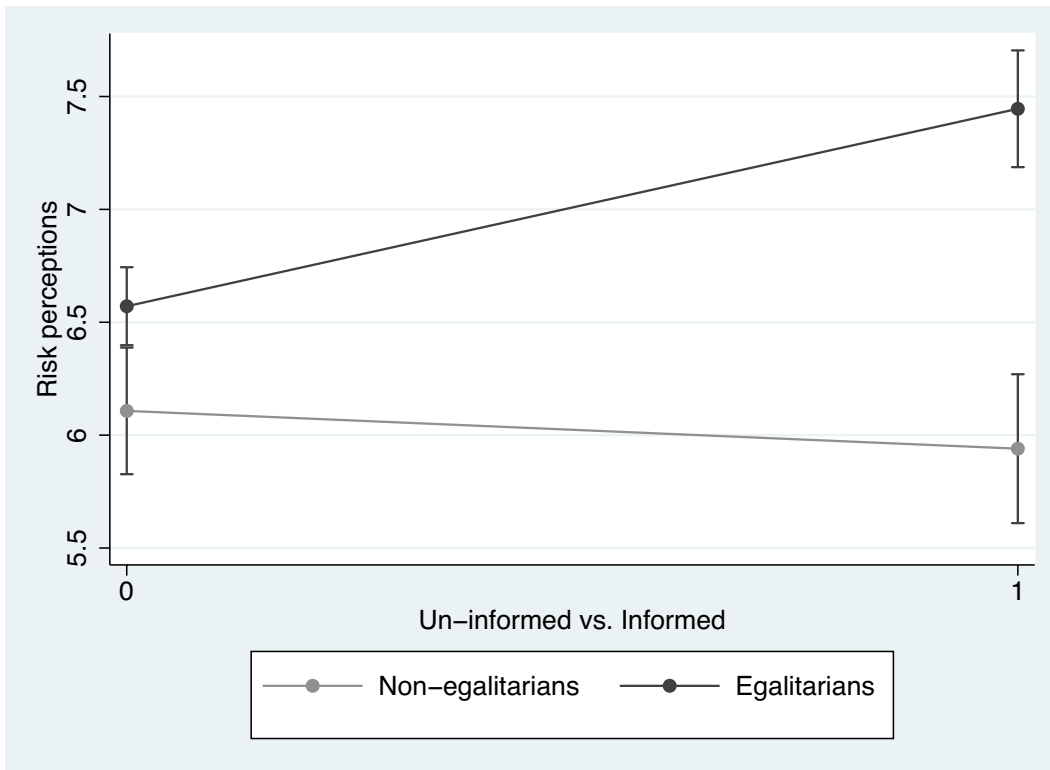 7.5
7
6.5
6
5.5
Risk perceptions
0
1
Un−informed vs. Informed
Non−egalitarians
Egalitarians